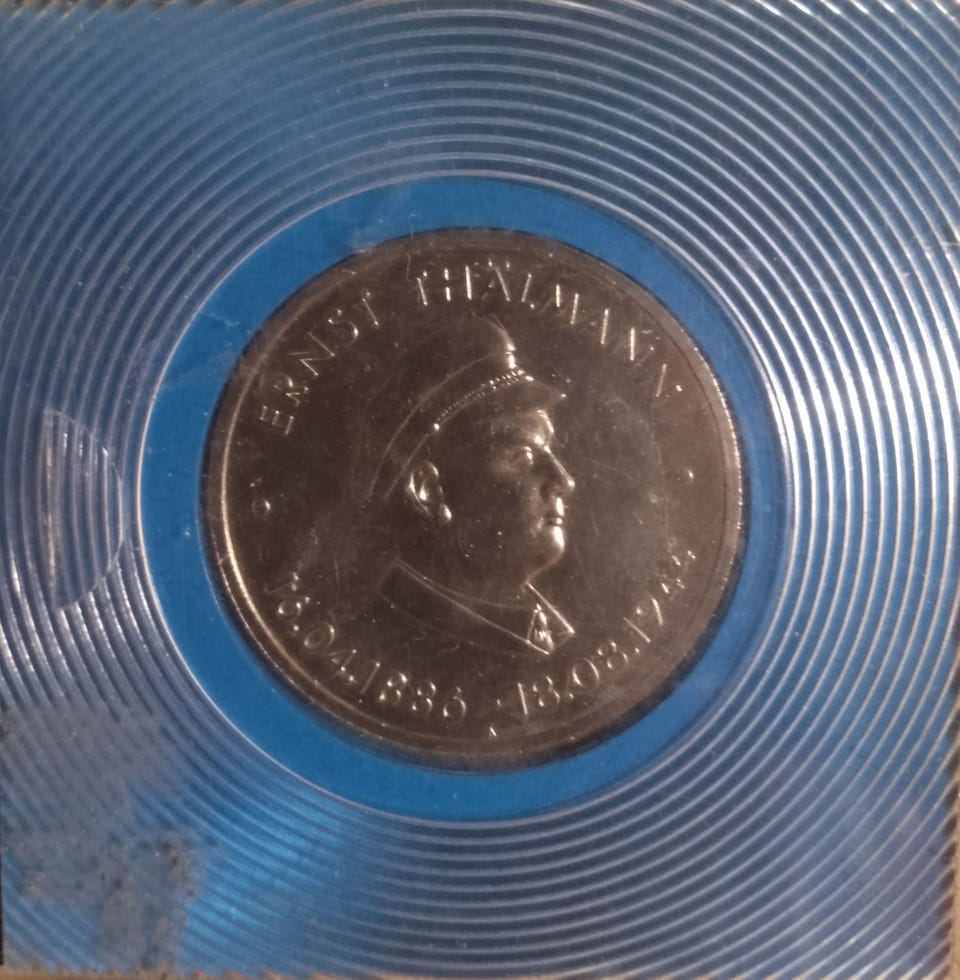 ERNST THÄLMANN
16.04.1886 - 18.08.1944
A